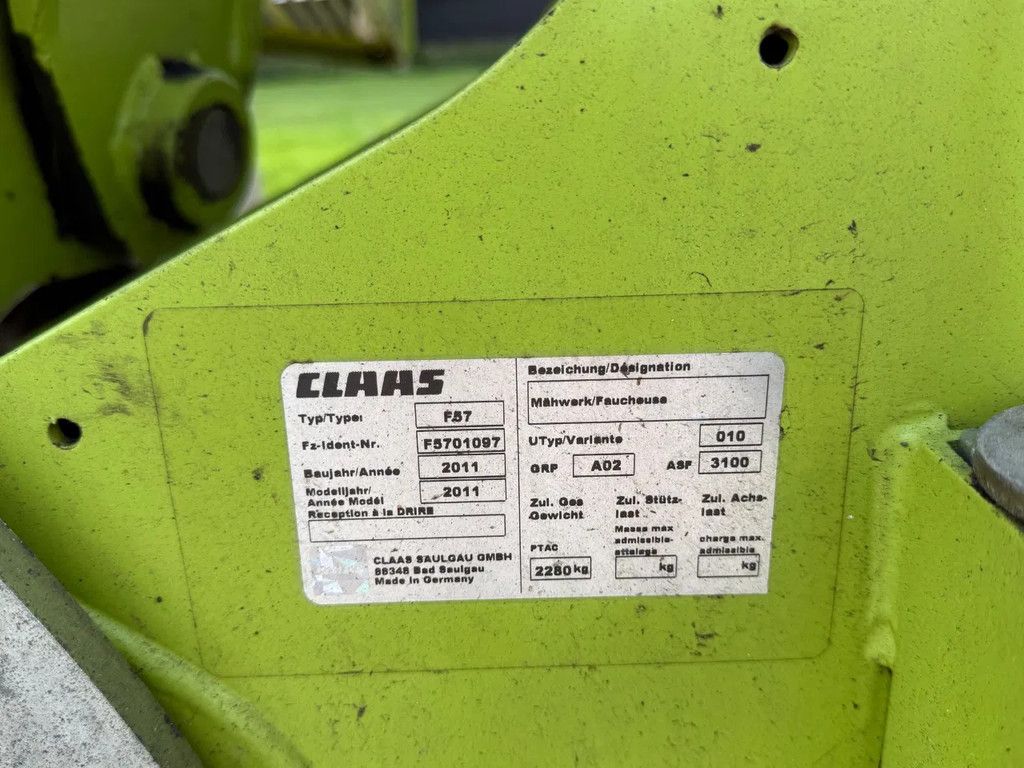 CLAAS
Typ/Type: F57
Fz-Ident-Nr. F5701097
Baujahr/Année 2011
Modelljahr/
Année Modèl 2011
Reception à la DRIRE
CLAAS SAULGAU GMBH
88348 Bad Saulgau
Made in Germany
Bezeichung/Désignation
Mähwerk/Faucheuse
UTyp/Variante 010
GRP A02 ASF 3100
Zul. Ges Gewicht
Zul. Stütz-last
Zul. Achs-last
PTAC
Masse max admissible attelage
charge max. admissible
2280 kg
kg
kg